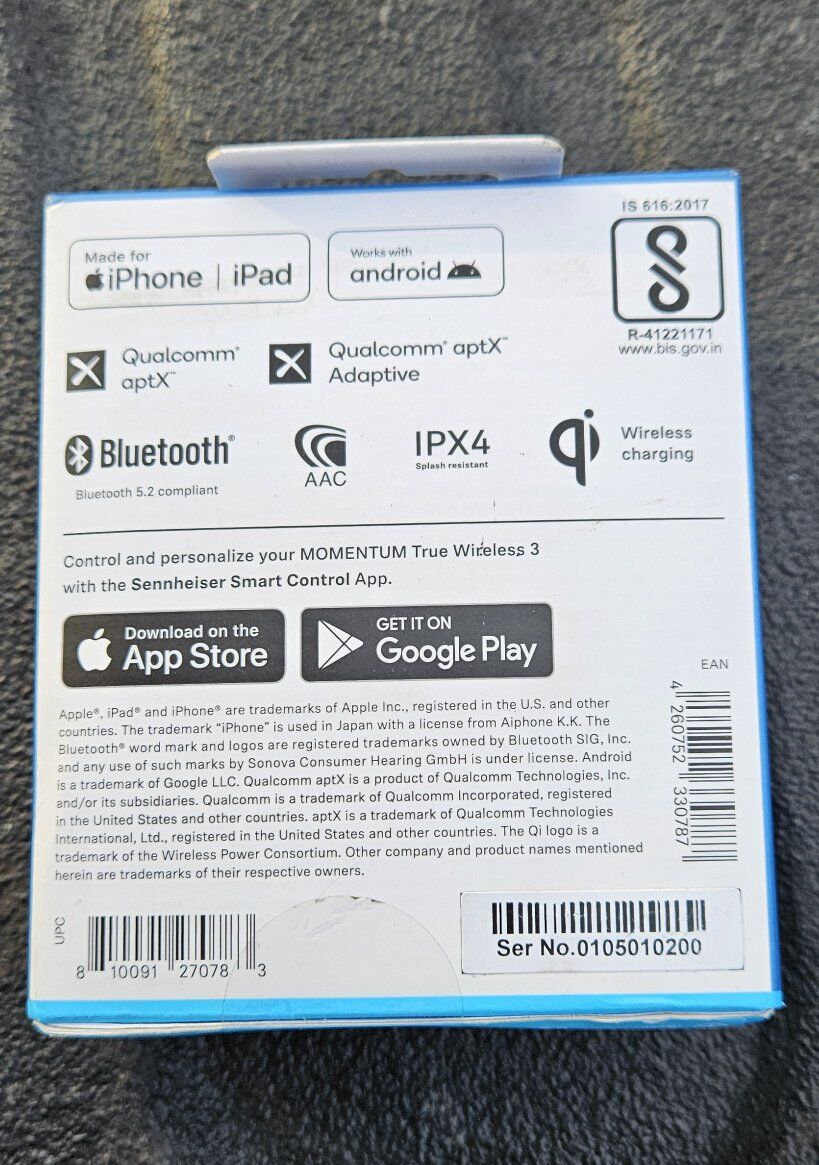 IS 616:2017
R-41221171
www.bis.gov.in
Made for
iPhone | iPad
Works with
android
Qualcomm®
aptX™
Qualcomm® aptX™
Adaptive
Bluetooth®
Bluetooth 5.2 compliant
AAC
IPX4
Splash resistant
qi
Wireless
charging
Control and personalize your MOMENTUM True Wireless 3
with the Sennheiser Smart Control App.
Download on the
App Store
GET IT ON
Google Play
Apple®, iPad® and iPhone® are trademarks of Apple Inc., registered in the U.S. and other
countries. The trademark “iPhone” is used in Japan with a license from Aiphone K.K. The
Bluetooth® word mark and logos are registered trademarks owned by Bluetooth SIG, Inc.
and any use of such marks by Sonova Consumer Hearing GmbH is under license. Android
is a trademark of Google LLC. Qualcomm aptX is a product of Qualcomm Technologies, Inc.
and/or its subsidiaries. Qualcomm is a trademark of Qualcomm Incorporated, registered
in the United States and other countries. aptX is a trademark of Qualcomm Technologies
International, Ltd., registered in the United States and other countries. The Qi logo is a
trademark of the Wireless Power Consortium. Other company and product names mentioned
herein are trademarks of their respective owners.
EAN
4 260752 330787
UPC
8 10091 27078 3
Ser No.0105010200